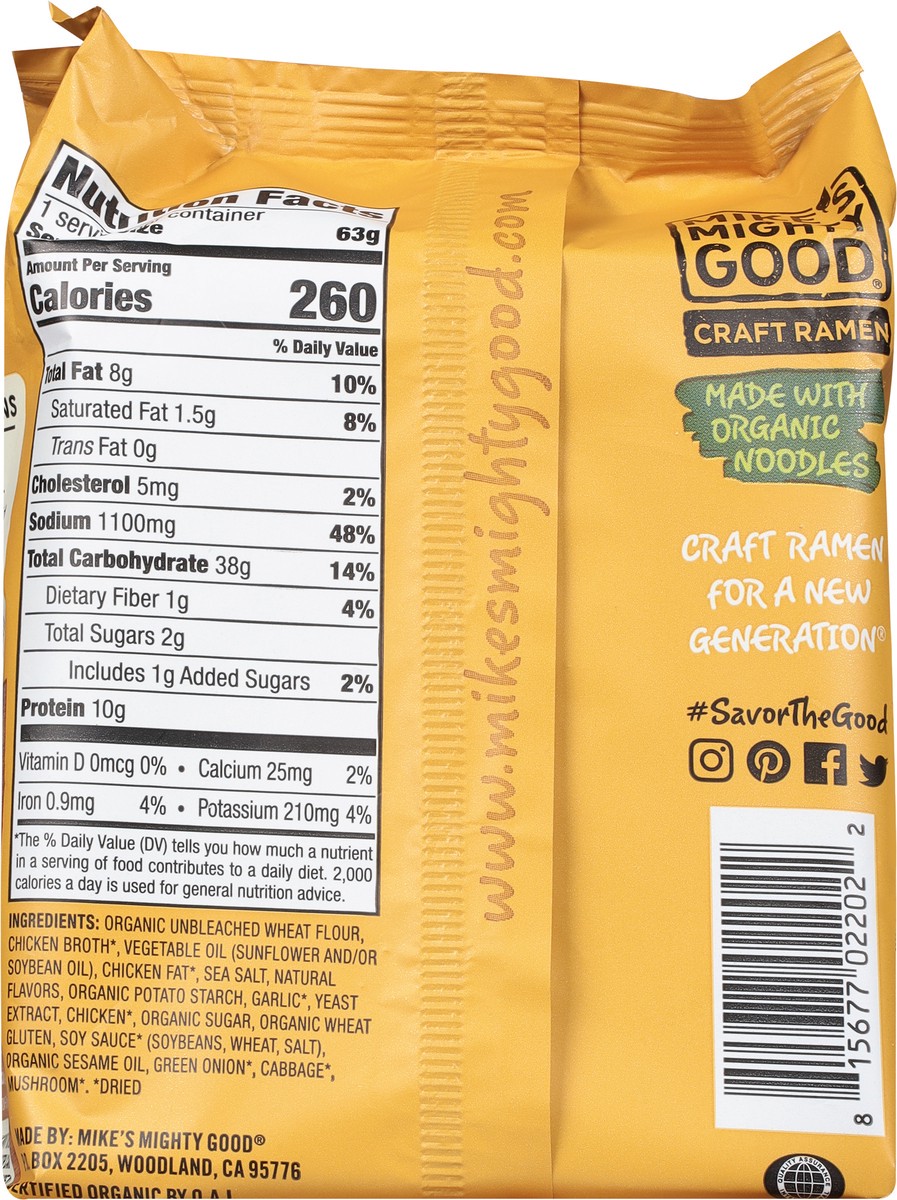 Nutrition Facts
1 serv container
Se ze 63g
Amount Per Serving
Calories 260
% Daily Value
Total Fat 8g 10%
Saturated Fat 1.5g 8%
Trans Fat 0g
Cholesterol 5mg 2%
Sodium 1100mg 48%
Total Carbohydrate 38g 14%
Dietary Fiber 1g 4%
Total Sugars 2g
Includes 1g Added Sugars 2%
Protein 10g
Vitamin D 0mcg 0% • Calcium 25mg 2%
Iron 0.9mg 4% • Potassium 210mg 4%
*The % Daily Value (DV) tells you how much a nutrient
in a serving of food contributes to a daily diet. 2,000
calories a day is used for general nutrition advice.
INGREDIENTS: ORGANIC UNBLEACHED WHEAT FLOUR,
CHICKEN BROTH*, VEGETABLE OIL (SUNFLOWER AND/OR
SOYBEAN OIL), CHICKEN FAT*, SEA SALT, NATURAL
FLAVORS, ORGANIC POTATO STARCH, GARLIC*, YEAST
EXTRACT, CHICKEN*, ORGANIC SUGAR, ORGANIC WHEAT
GLUTEN, SOY SAUCE* (SOYBEANS, WHEAT, SALT),
ORGANIC SESAME OIL, GREEN ONION*, CABBAGE*,
MUSHROOM*. *DRIED
MADE BY: MIKE'S MIGHTY GOOD®
BOX 2205, WOODLAND, CA 95776
CERTIFIED ORGANIC BY Q.A.I.
www.mikesmightygood.com
MIKE'S
MIGHTY
GOOD®
CRAFT RAMEN
MADE WITH
ORGANIC
NOODLES
CRAFT RAMEN
FOR A NEW
GENERATION®
#SavorTheGood
8 15677 02202 2
QUALITY ASSURANCE